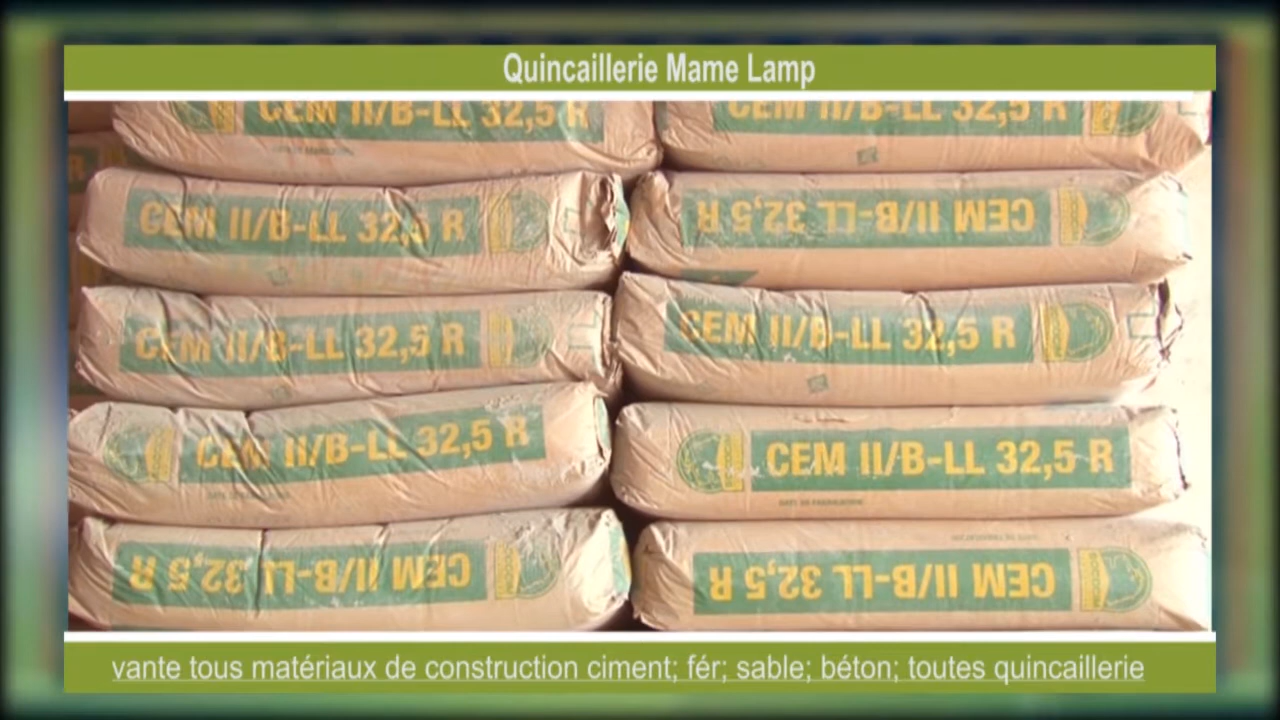 Quincaillerie Mame Lamp
CEM II/B-LL 32,5 R
CEM II/B-LL 32,5 R
CEM II/B-LL 32,5 R
CEM II/B-LL 32,5 R
CEM II/B-LL 32,5 R
CEM II/B-LL 32,5 R
CEM II/B-LL 32,5 R
CEM II/B-LL 32,5 R
CEM II/B-LL 32,5 R
CEM II/B-LL 32,5 R
vante tous matériaux de construction ciment; fér; sable; béton; toutes quincaillerie